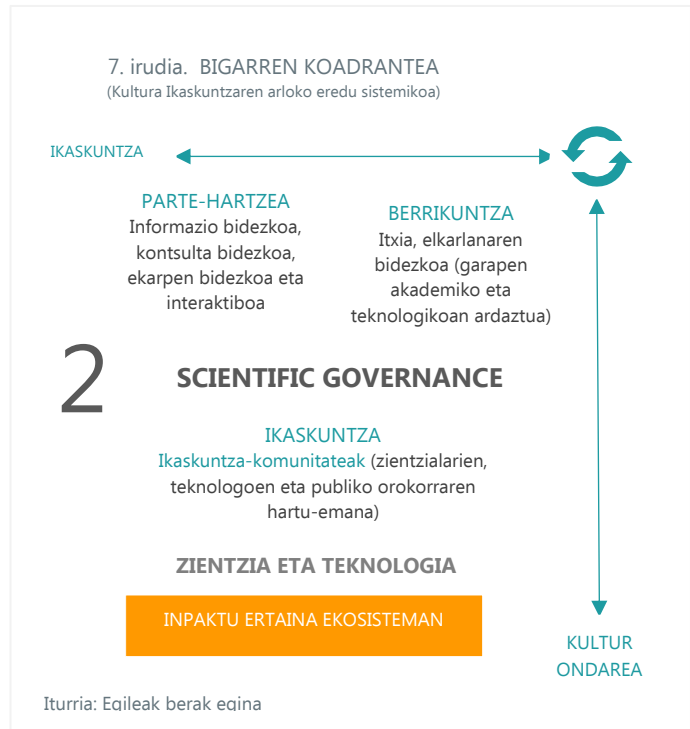 7. irudia. BIGARREN KOADRANTEA
(Kultura Ikaskuntzaren arloko eredu sistemikoa)
IKASKUNTZA
PARTE-HARTZEA
Informazio bidezkoa,
kontsulta bidezkoa,
ekarpen bidezkoa eta
interaktiboa
BERRIKUNTZA
Itxia, elkarlanaren
bidezkoa (garapen
akademiko eta
teknologikoan ardaztua)
2
SCIENTIFIC GOVERNANCE
IKASKUNTZA
Ikaskuntza-komunitateak (zientzialarien,
teknologoen eta publiko orokorraren
hartu-emana)
ZIENTZIA ETA TEKNOLOGIA
INPAKTU ERTAINA EKOSISTEMAN
KULTUR
ONDAREA
Iturria: Egileak berak egina